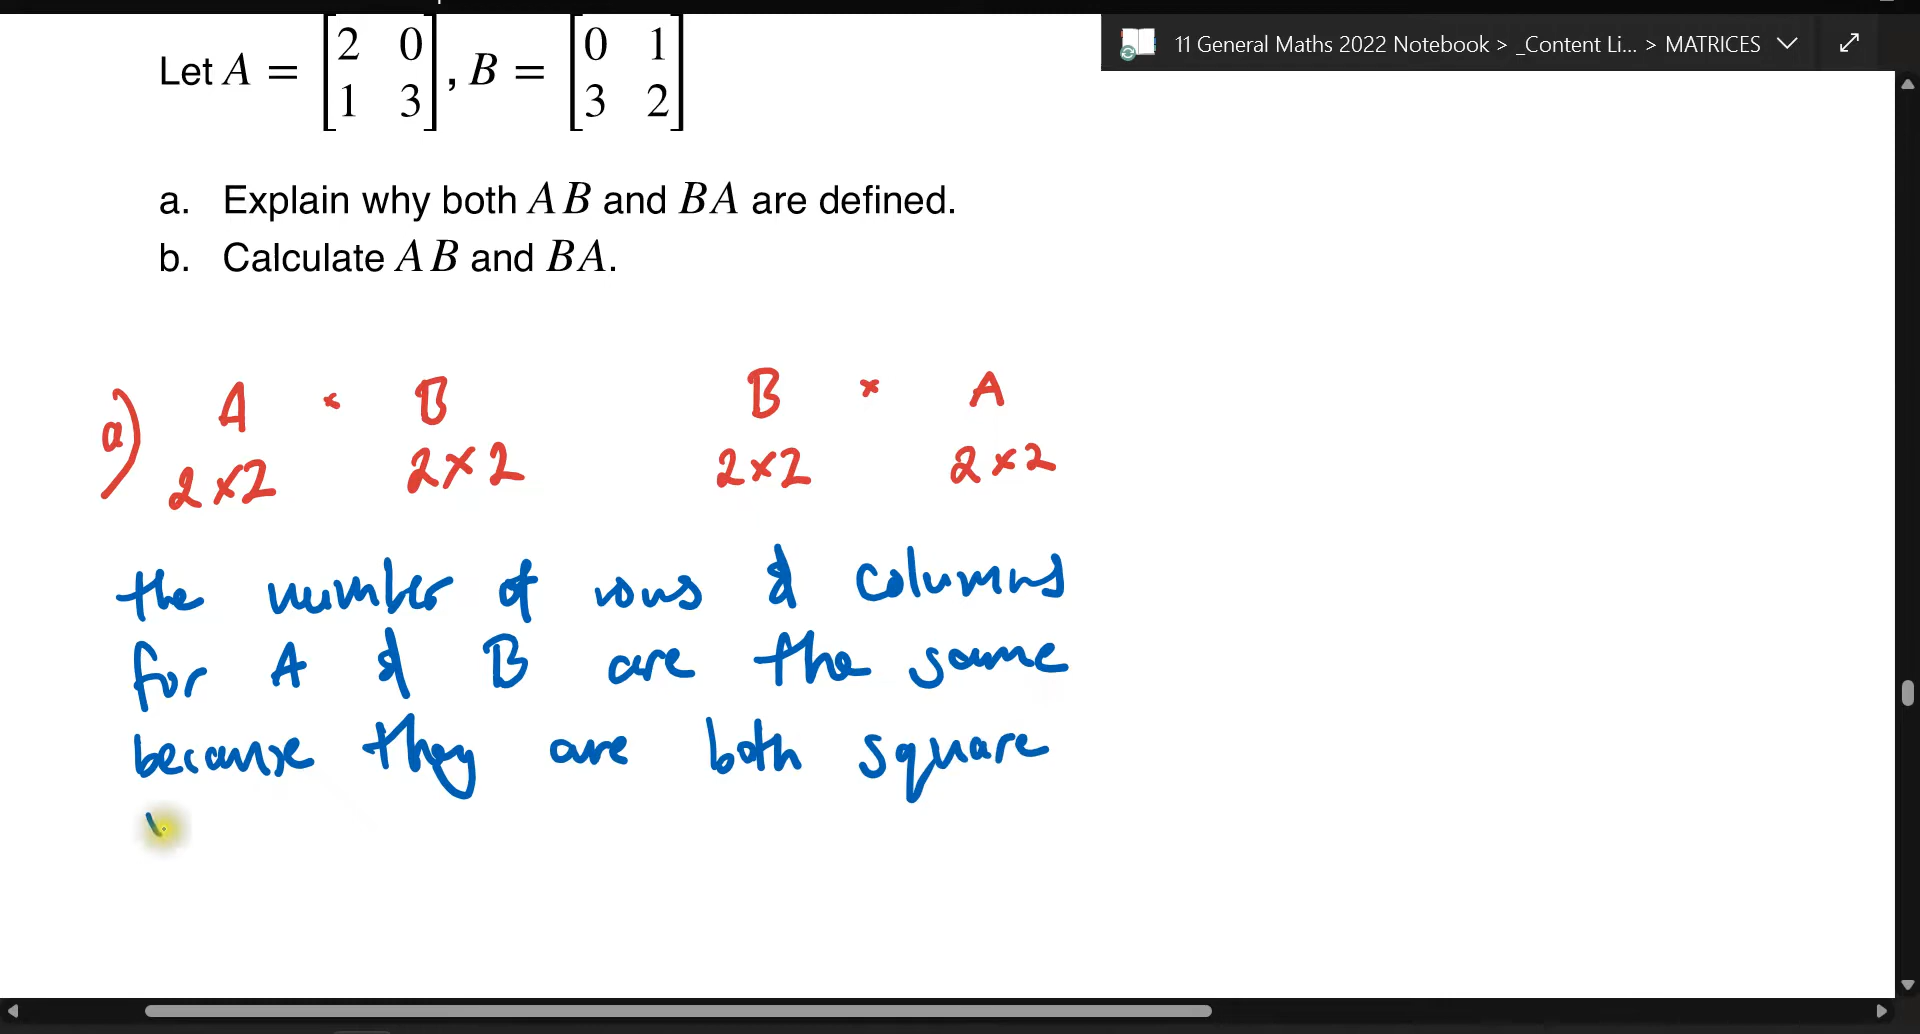 11 General Maths 2022 Notebook > _Content Li... > MATRICES
Let A = [2 0 1 3], B = [0 1 3 2]
a. Explain why both AB and BA are defined.
b. Calculate AB and BA.
a) A × B B × A
2×2 2×2 2×2 2×2
the number of rows & columns
for A & B are the same
because they are both square